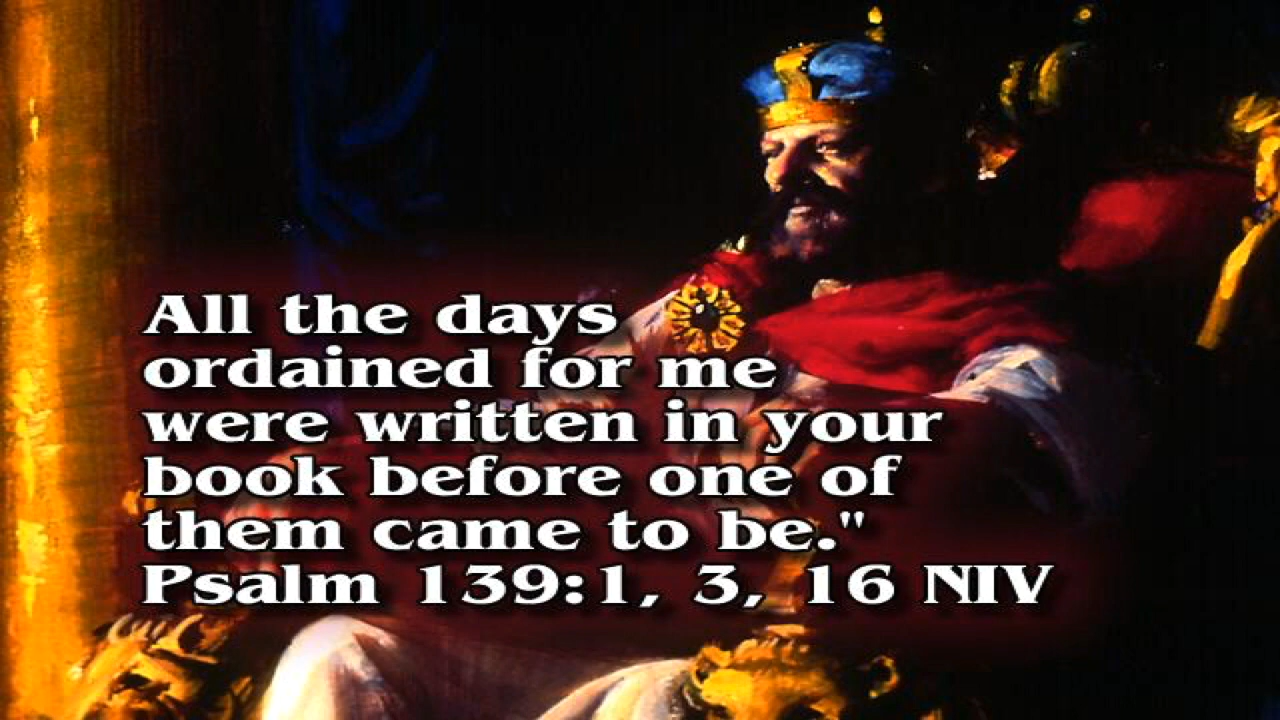 All the days
ordained for me
were written in your
book before one of
them came to be."
Psalm 139:1, 3, 16 NIV